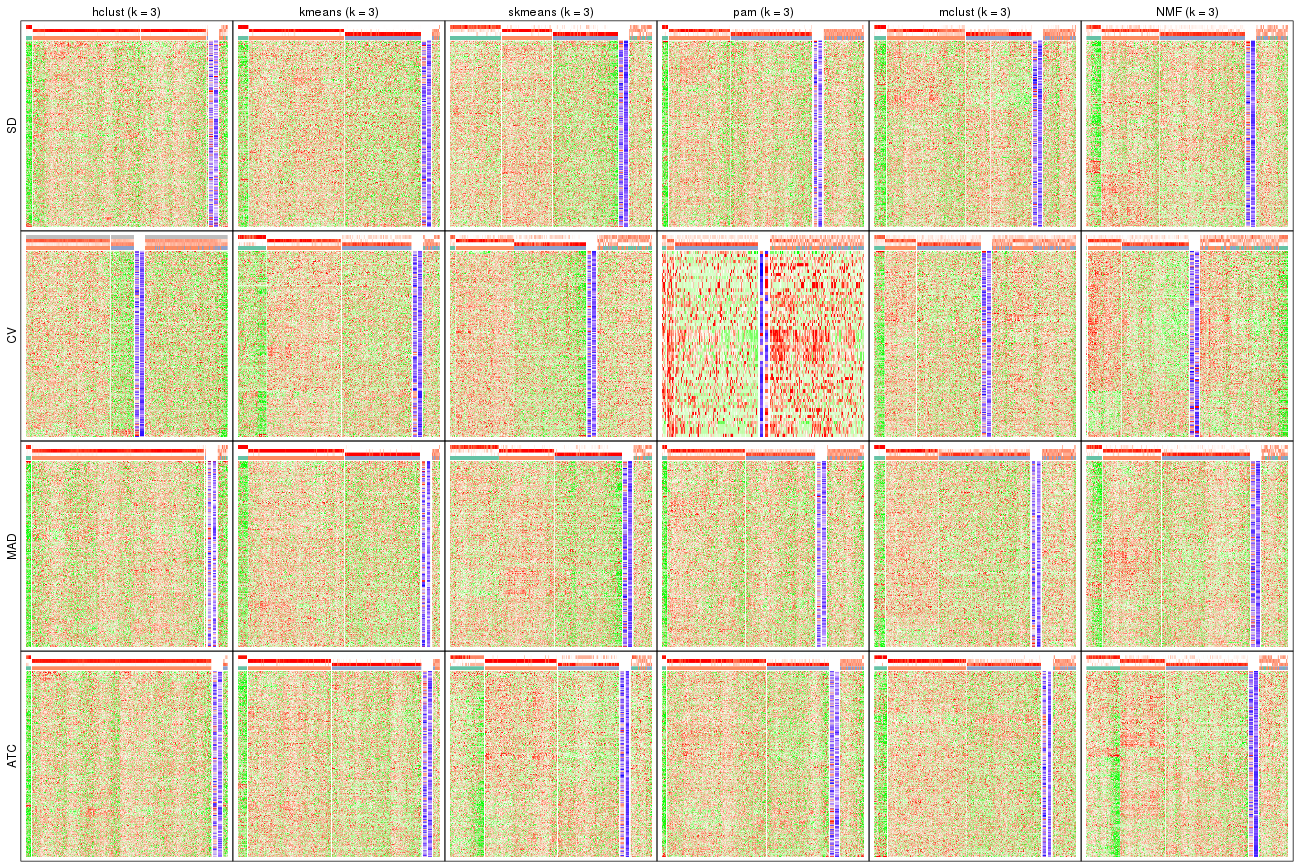 hclust (k = 3) kmeans (k = 3) skmeans (k = 3) pam (k = 3) mclust (k = 3) NMF (k = 3)
SD
CV
MAD
ATC